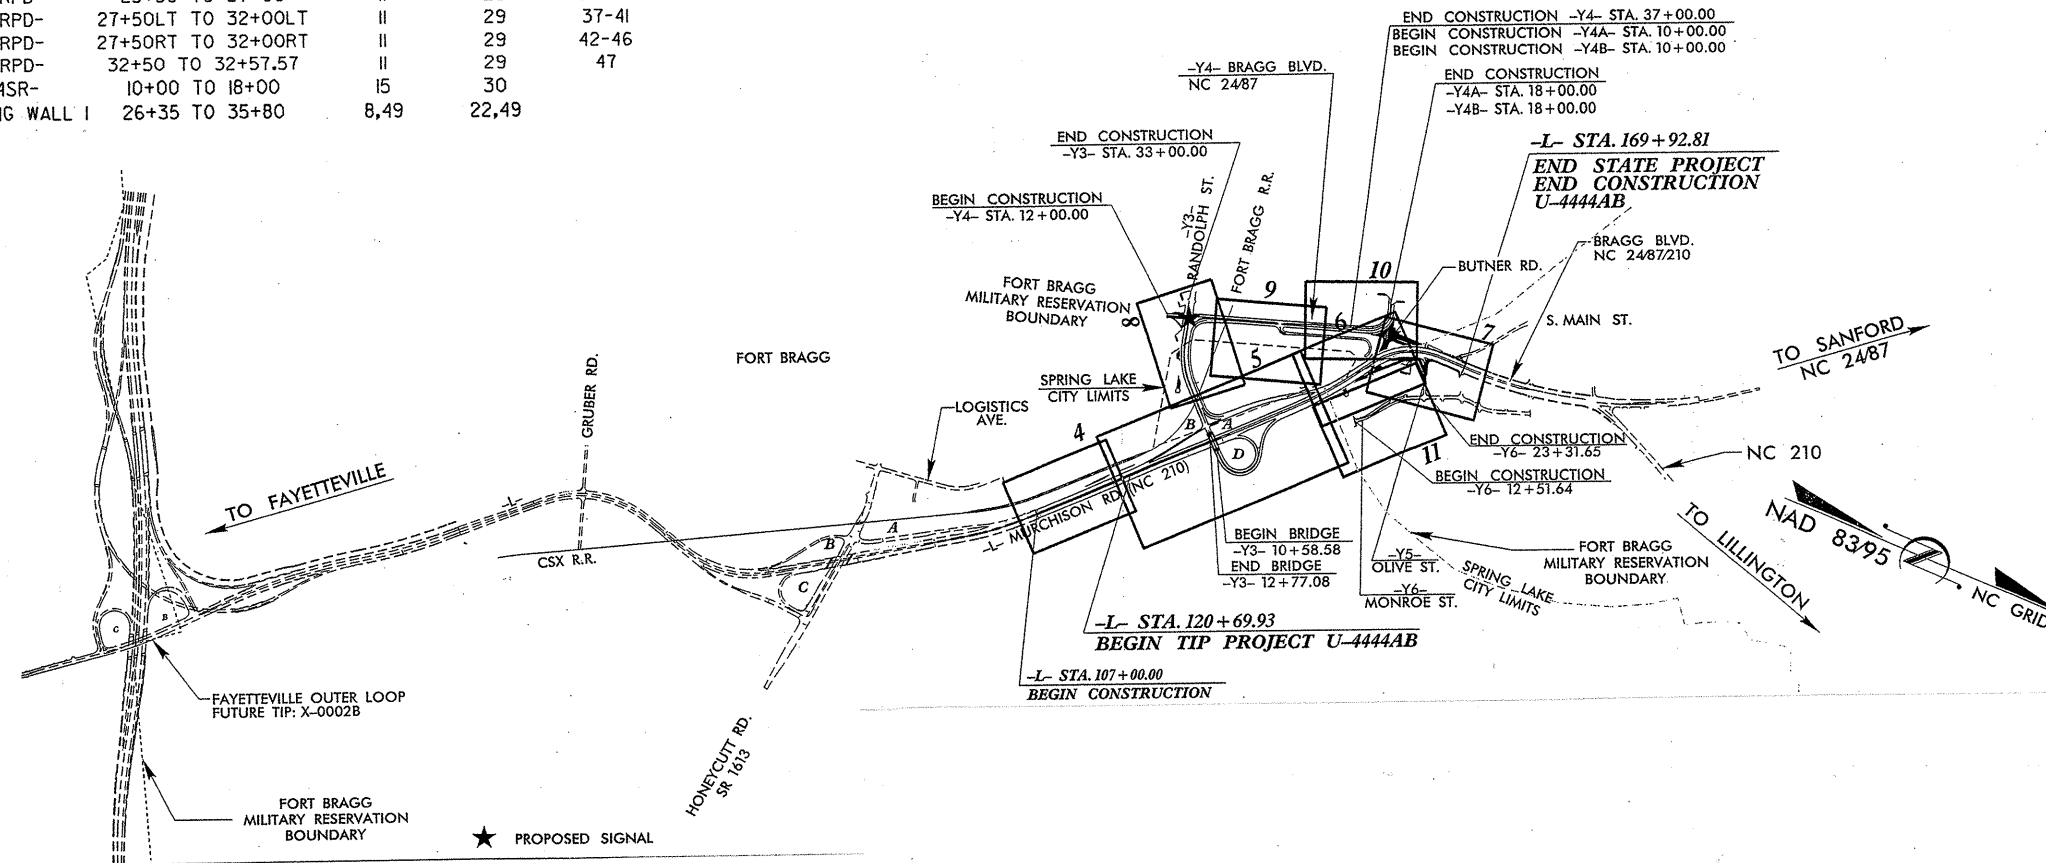 27+50LT TO 32+00LT 11 29 37-41
RPD- 27+50RT TO 32+00RT 11 29 42-46
RPD- 32+50 TO 32+57.57 11 29 47
10+00 TO 18+00 15 30
WALL 1 26+35 TO 35+80 8,49 22,49
END CONSTRUCTION -Y4- STA. 37+00.00
BEGIN CONSTRUCTION -Y4A- STA. 10+00.00
BEGIN CONSTRUCTION -Y4B- STA. 10+00.00
-Y4- BRAGG BLVD.
NC 24/87
END CONSTRUCTION
-Y4A- STA. 18+00.00
-Y4B- STA. 18+00.00
END CONSTRUCTION
-Y3- STA. 33+00.00
-L- STA. 169+92.81
END STATE PROJECT
END CONSTRUCTION
U-4444AB
BEGIN CONSTRUCTION
-Y4- STA. 12+00.00
-Y3-
RANDOLPH ST.
FORT BRAGG R.R.
BRAGG BLVD.
NC 24/87/210
BUTNER RD.
FORT BRAGG
MILITARY RESERVATION
BOUNDARY
8
9
10
6
7
5
S. MAIN ST.
TO SANFORD
NC 24/87
FORT BRAGG
GRUBER RD.
SPRING LAKE
CITY LIMITS
LOGISTICS
AVE.
4
B
A
D
11
END CONSTRUCTION
-Y6- 23+31.65
BEGIN CONSTRUCTION
-Y6- 12+51.64
NC 210
TO LILLINGTON
NAD 83/95
NC GRID
TO FAYETTEVILLE
-L-
CSX R.R.
A
B
C
-L- MURCHISON RD. (NC 210)
BEGIN BRIDGE
-Y3- 10+58.58
END BRIDGE
-Y3- 12+77.08
-Y5-
OLIVE ST.
-Y6-
MONROE ST.
SPRING LAKE
CITY LIMITS
FORT BRAGG
MILITARY RESERVATION
BOUNDARY
C
B
-L- STA. 120+69.93
BEGIN TIP PROJECT U-4444AB
-L- STA. 107+00.00
BEGIN CONSTRUCTION
FAYETTEVILLE OUTER LOOP
FUTURE TIP: X-0002B
HONEYCUTT RD.
SR 1613
FORT BRAGG
MILITARY RESERVATION
BOUNDARY
PROPOSED SIGNAL